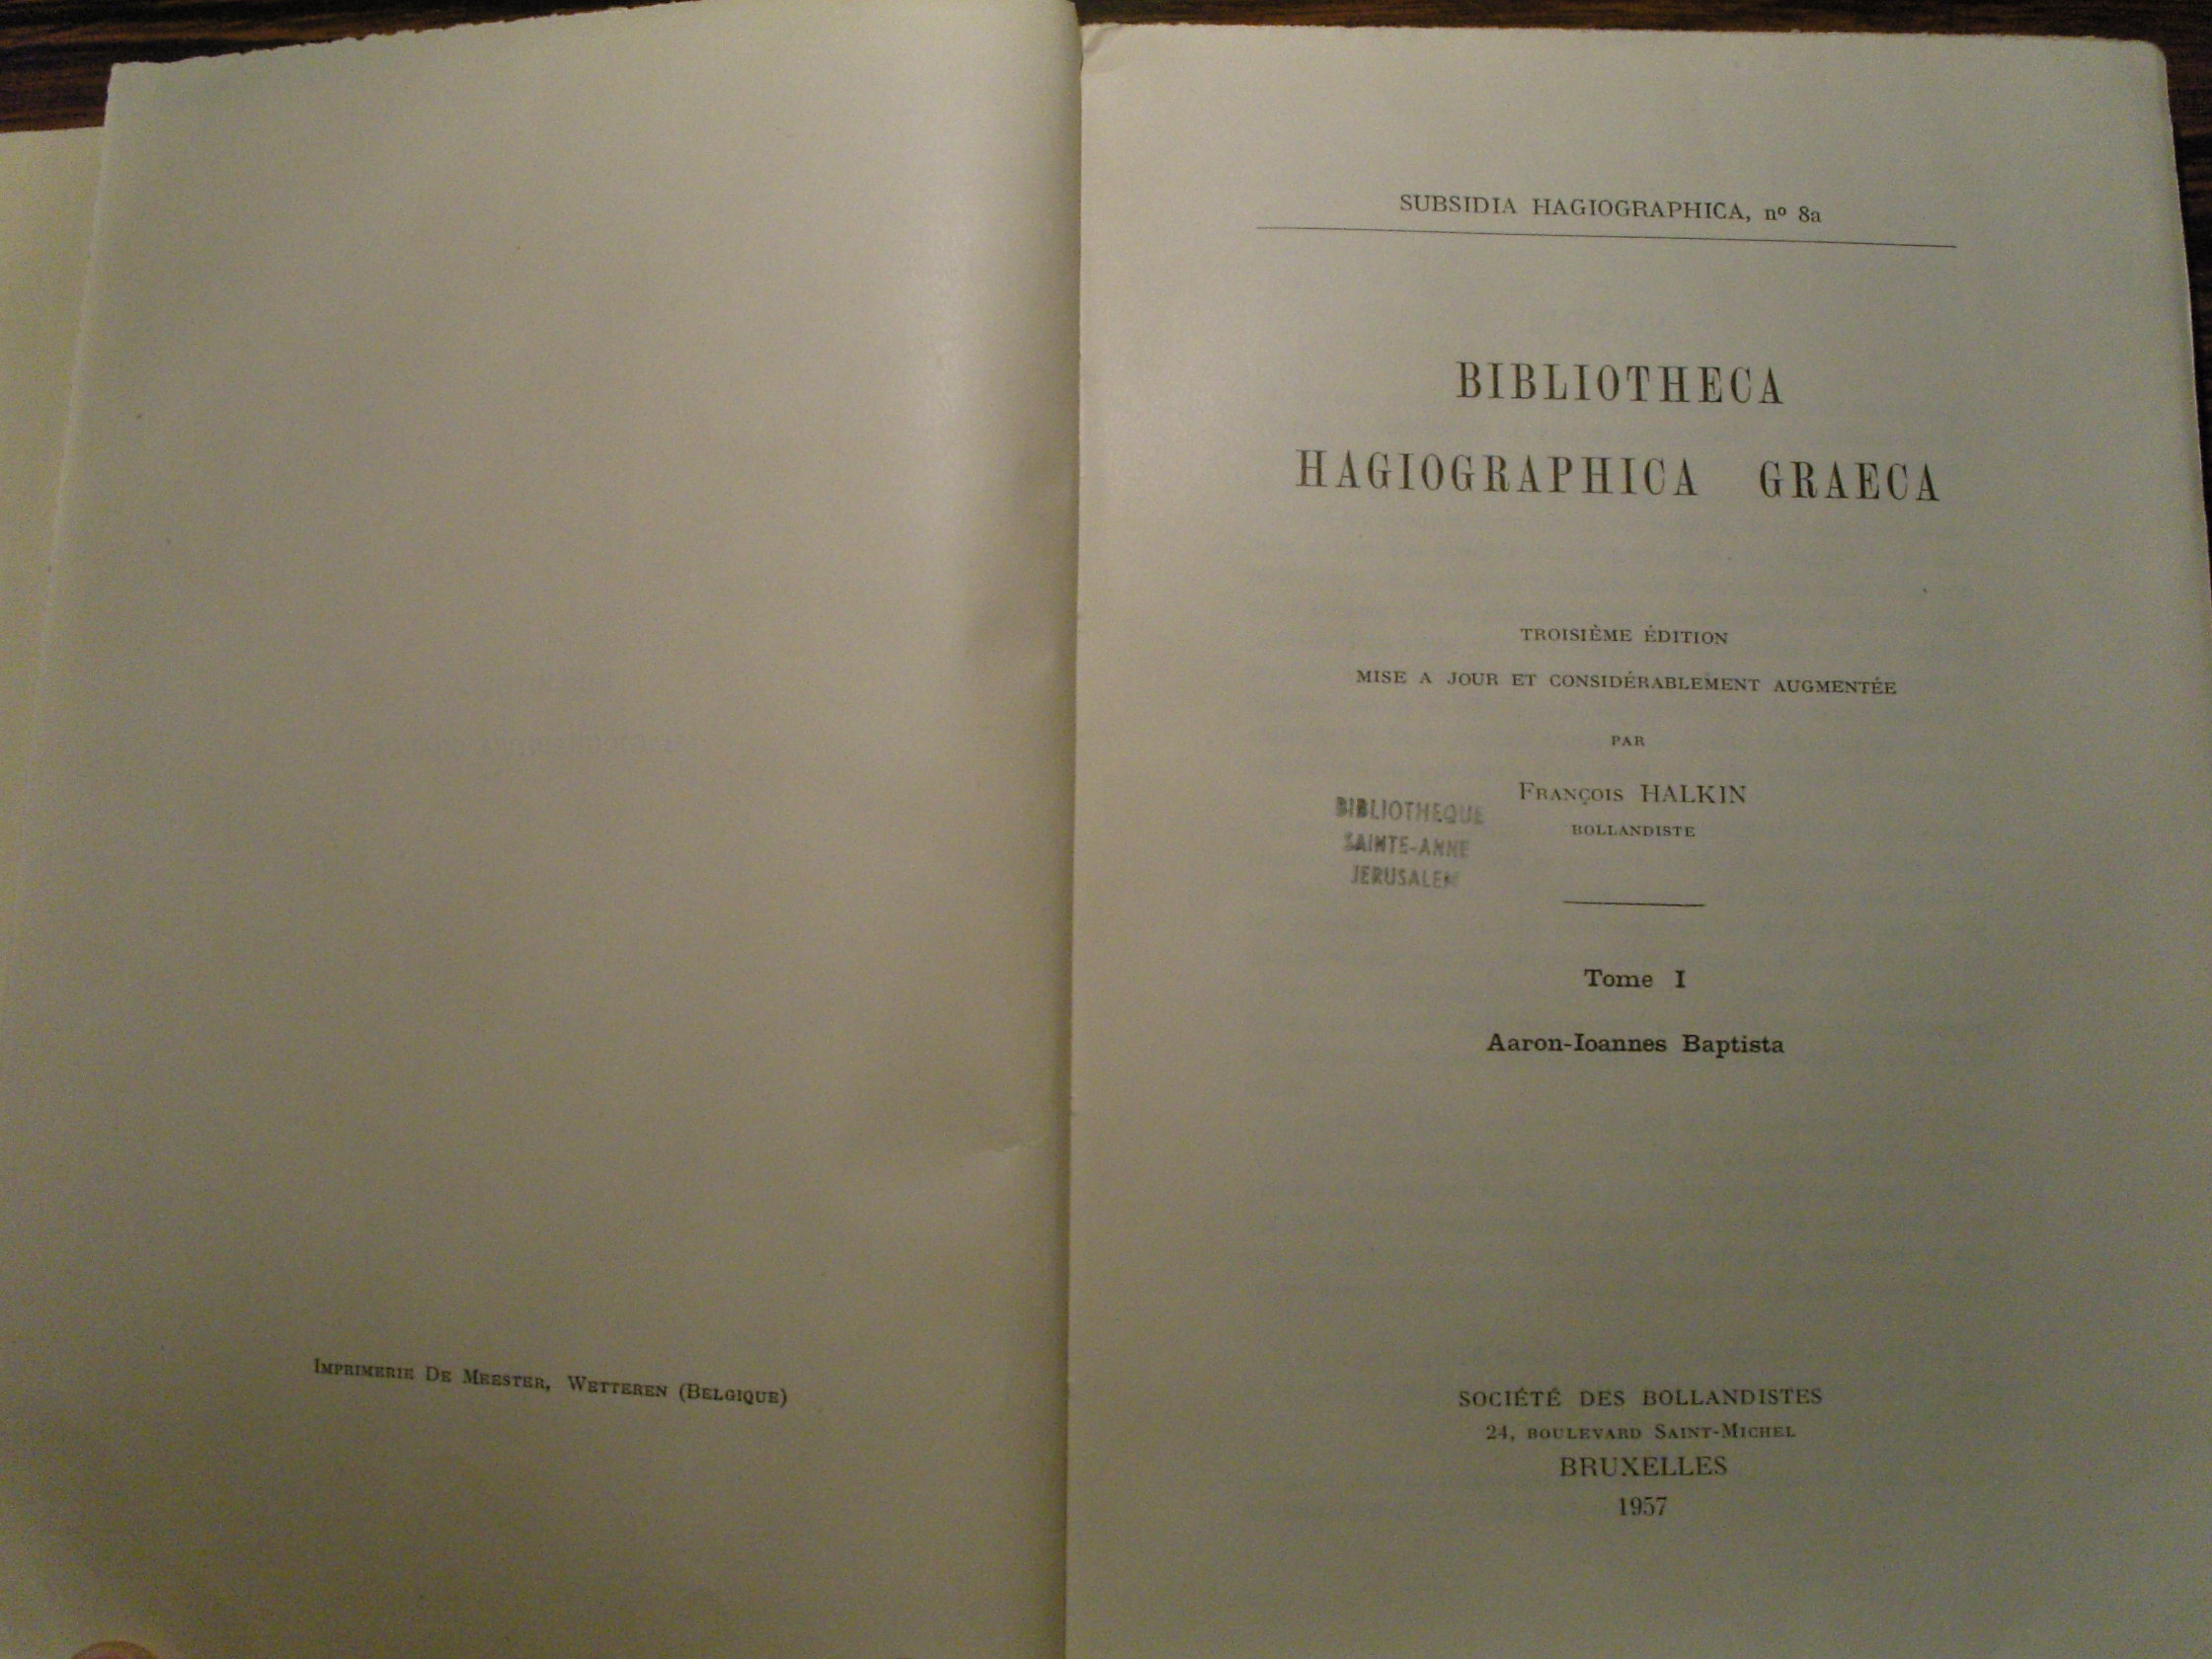 Imprimerie De Meester, Wetteren (Belgique)
SUBSIDIA HAGIOGRAPHICA, nº 8a
BIBLIOTHECA
HAGIOGRAPHICA GRAECA
TROISIÈME ÉDITION
MISE A JOUR ET CONSIDÉRABLEMENT AUGMENTÉE
PAR
François HALKIN
BOLLANDISTE
BIBLIOTHEQUE
SAINTE-ANNE
JERUSALEM
Tome I
Aaron-Ioannes Baptista
SOCIÉTÉ DES BOLLANDISTES
24, boulevard Saint-Michel
BRUXELLES
1957